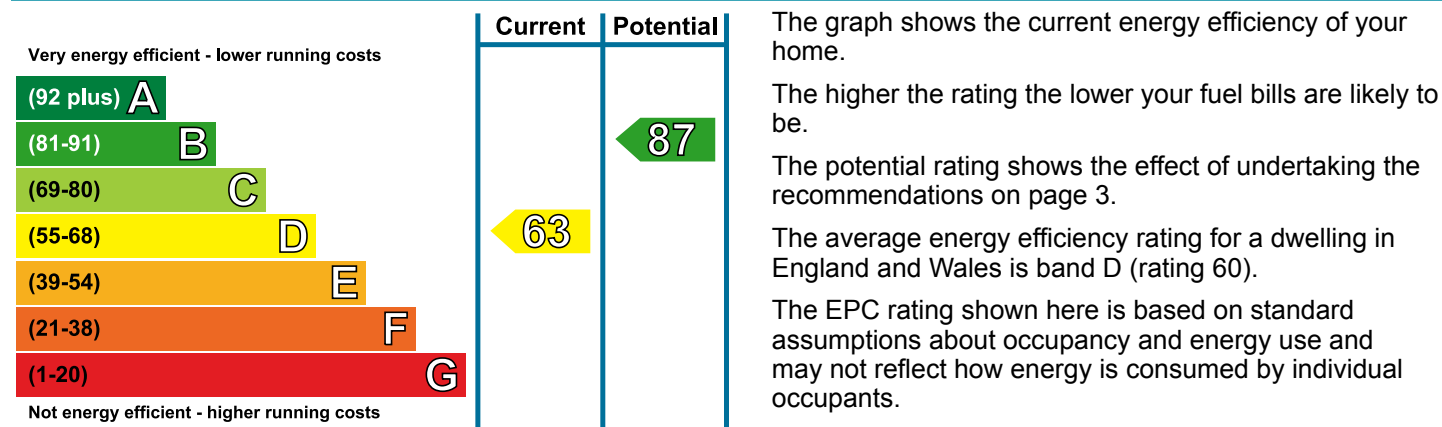 Current Potential
Very energy efficient - lower running costs
(92 plus) A
(81-91) B
87
(69-80) C
(55-68) D
63
(39-54) E
(21-38) F
(1-20) G
Not energy efficient - higher running costs
The graph shows the current energy efficiency of your
home.
The higher the rating the lower your fuel bills are likely to
be.
The potential rating shows the effect of undertaking the
recommendations on page 3.
The average energy efficiency rating for a dwelling in
England and Wales is band D (rating 60).
The EPC rating shown here is based on standard
assumptions about occupancy and energy use and
may not reflect how energy is consumed by individual
occupants.